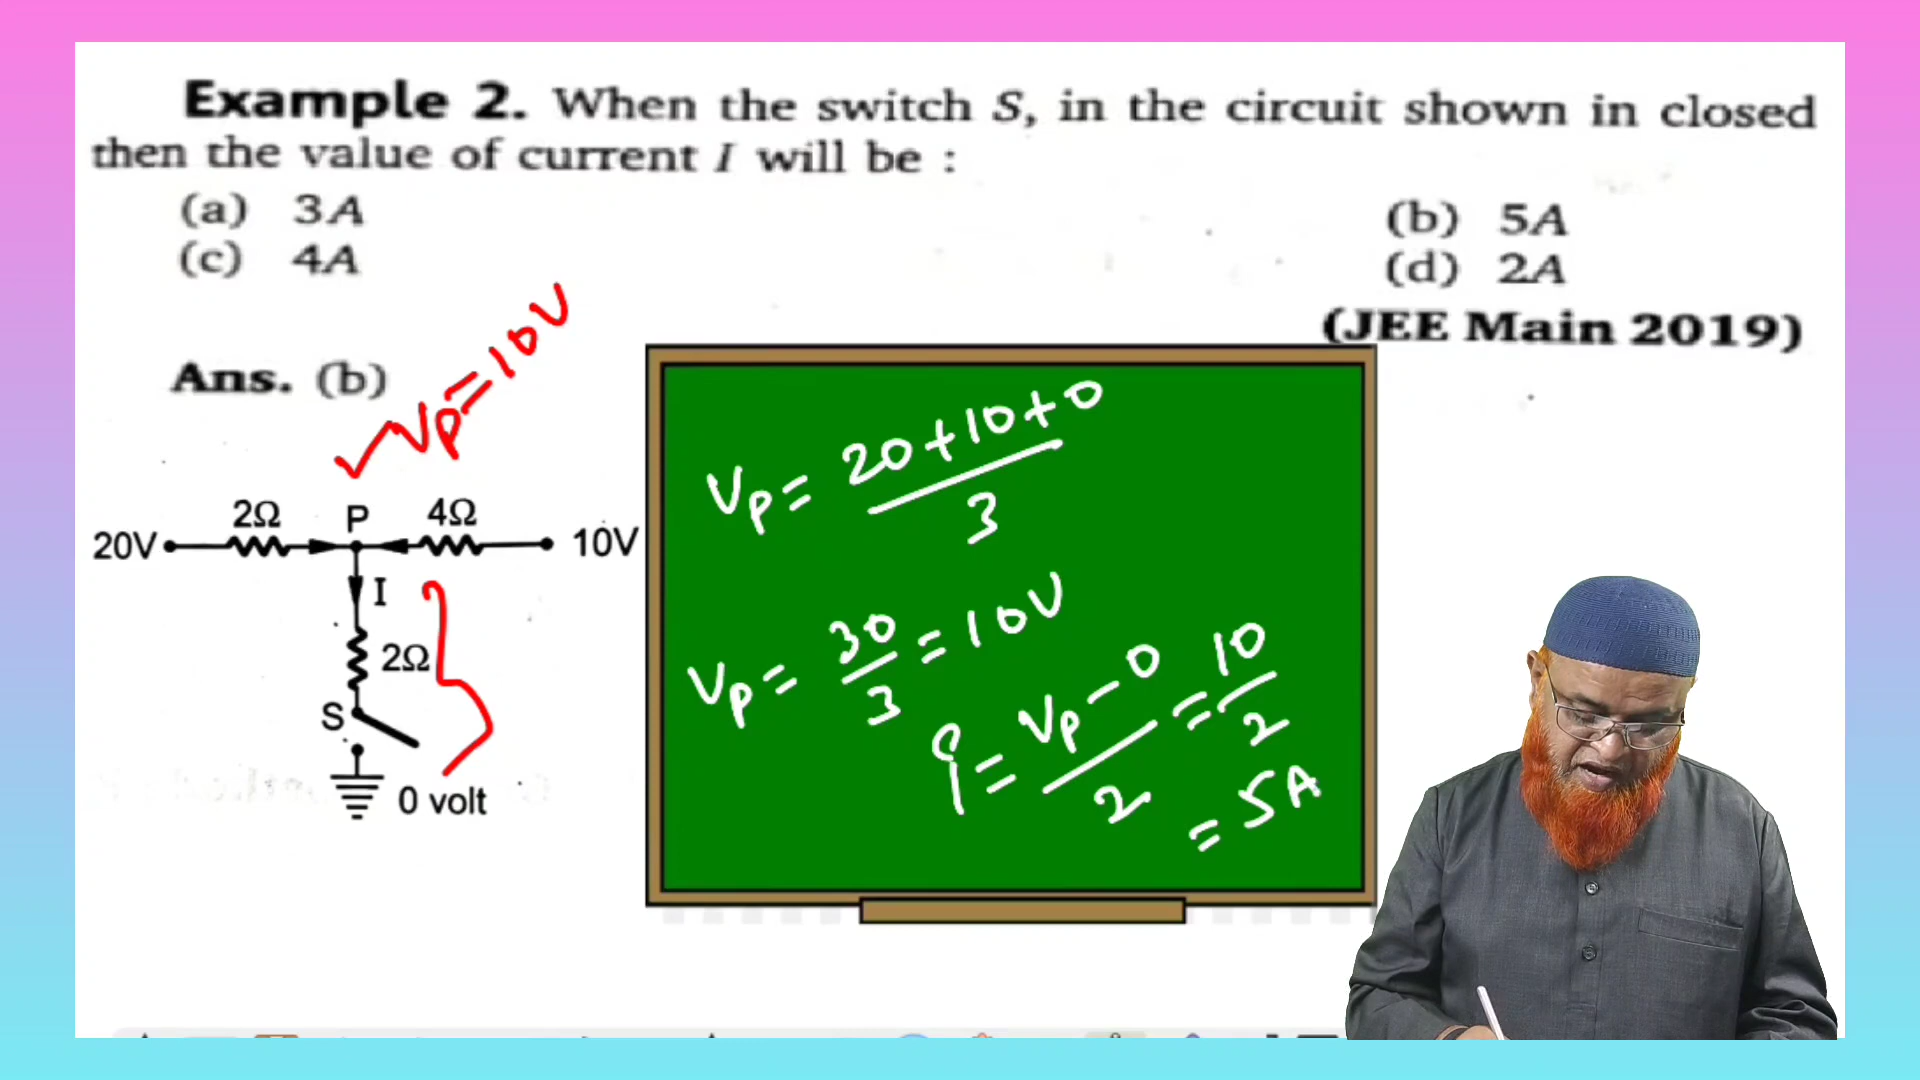 Example 2. When the switch S, in the circuit shown in closed
then the value of current I will be :
(a) 3A
(b) 5A
(c) 4A
(d) 2A
(JEE Main 2019)
Ans. (b)
Vp=10V
20V
2Ω
P
4Ω
10V
I
2Ω
S
0 volt
Vp = 20+10+0
3
Vp = 30/3 = 10V
i = Vp-0/2 = 10/2
= 5A